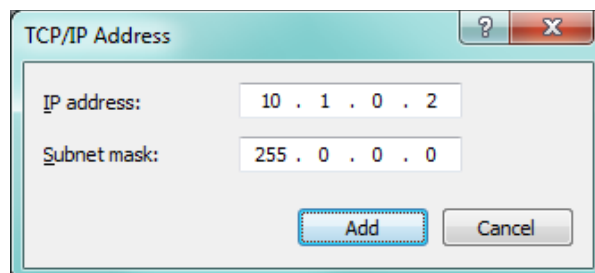 TCP/IP Address
IP address: 10 . 1 . 0 . 2
Subnet mask: 255 . 0 . 0 . 0
Add Cancel